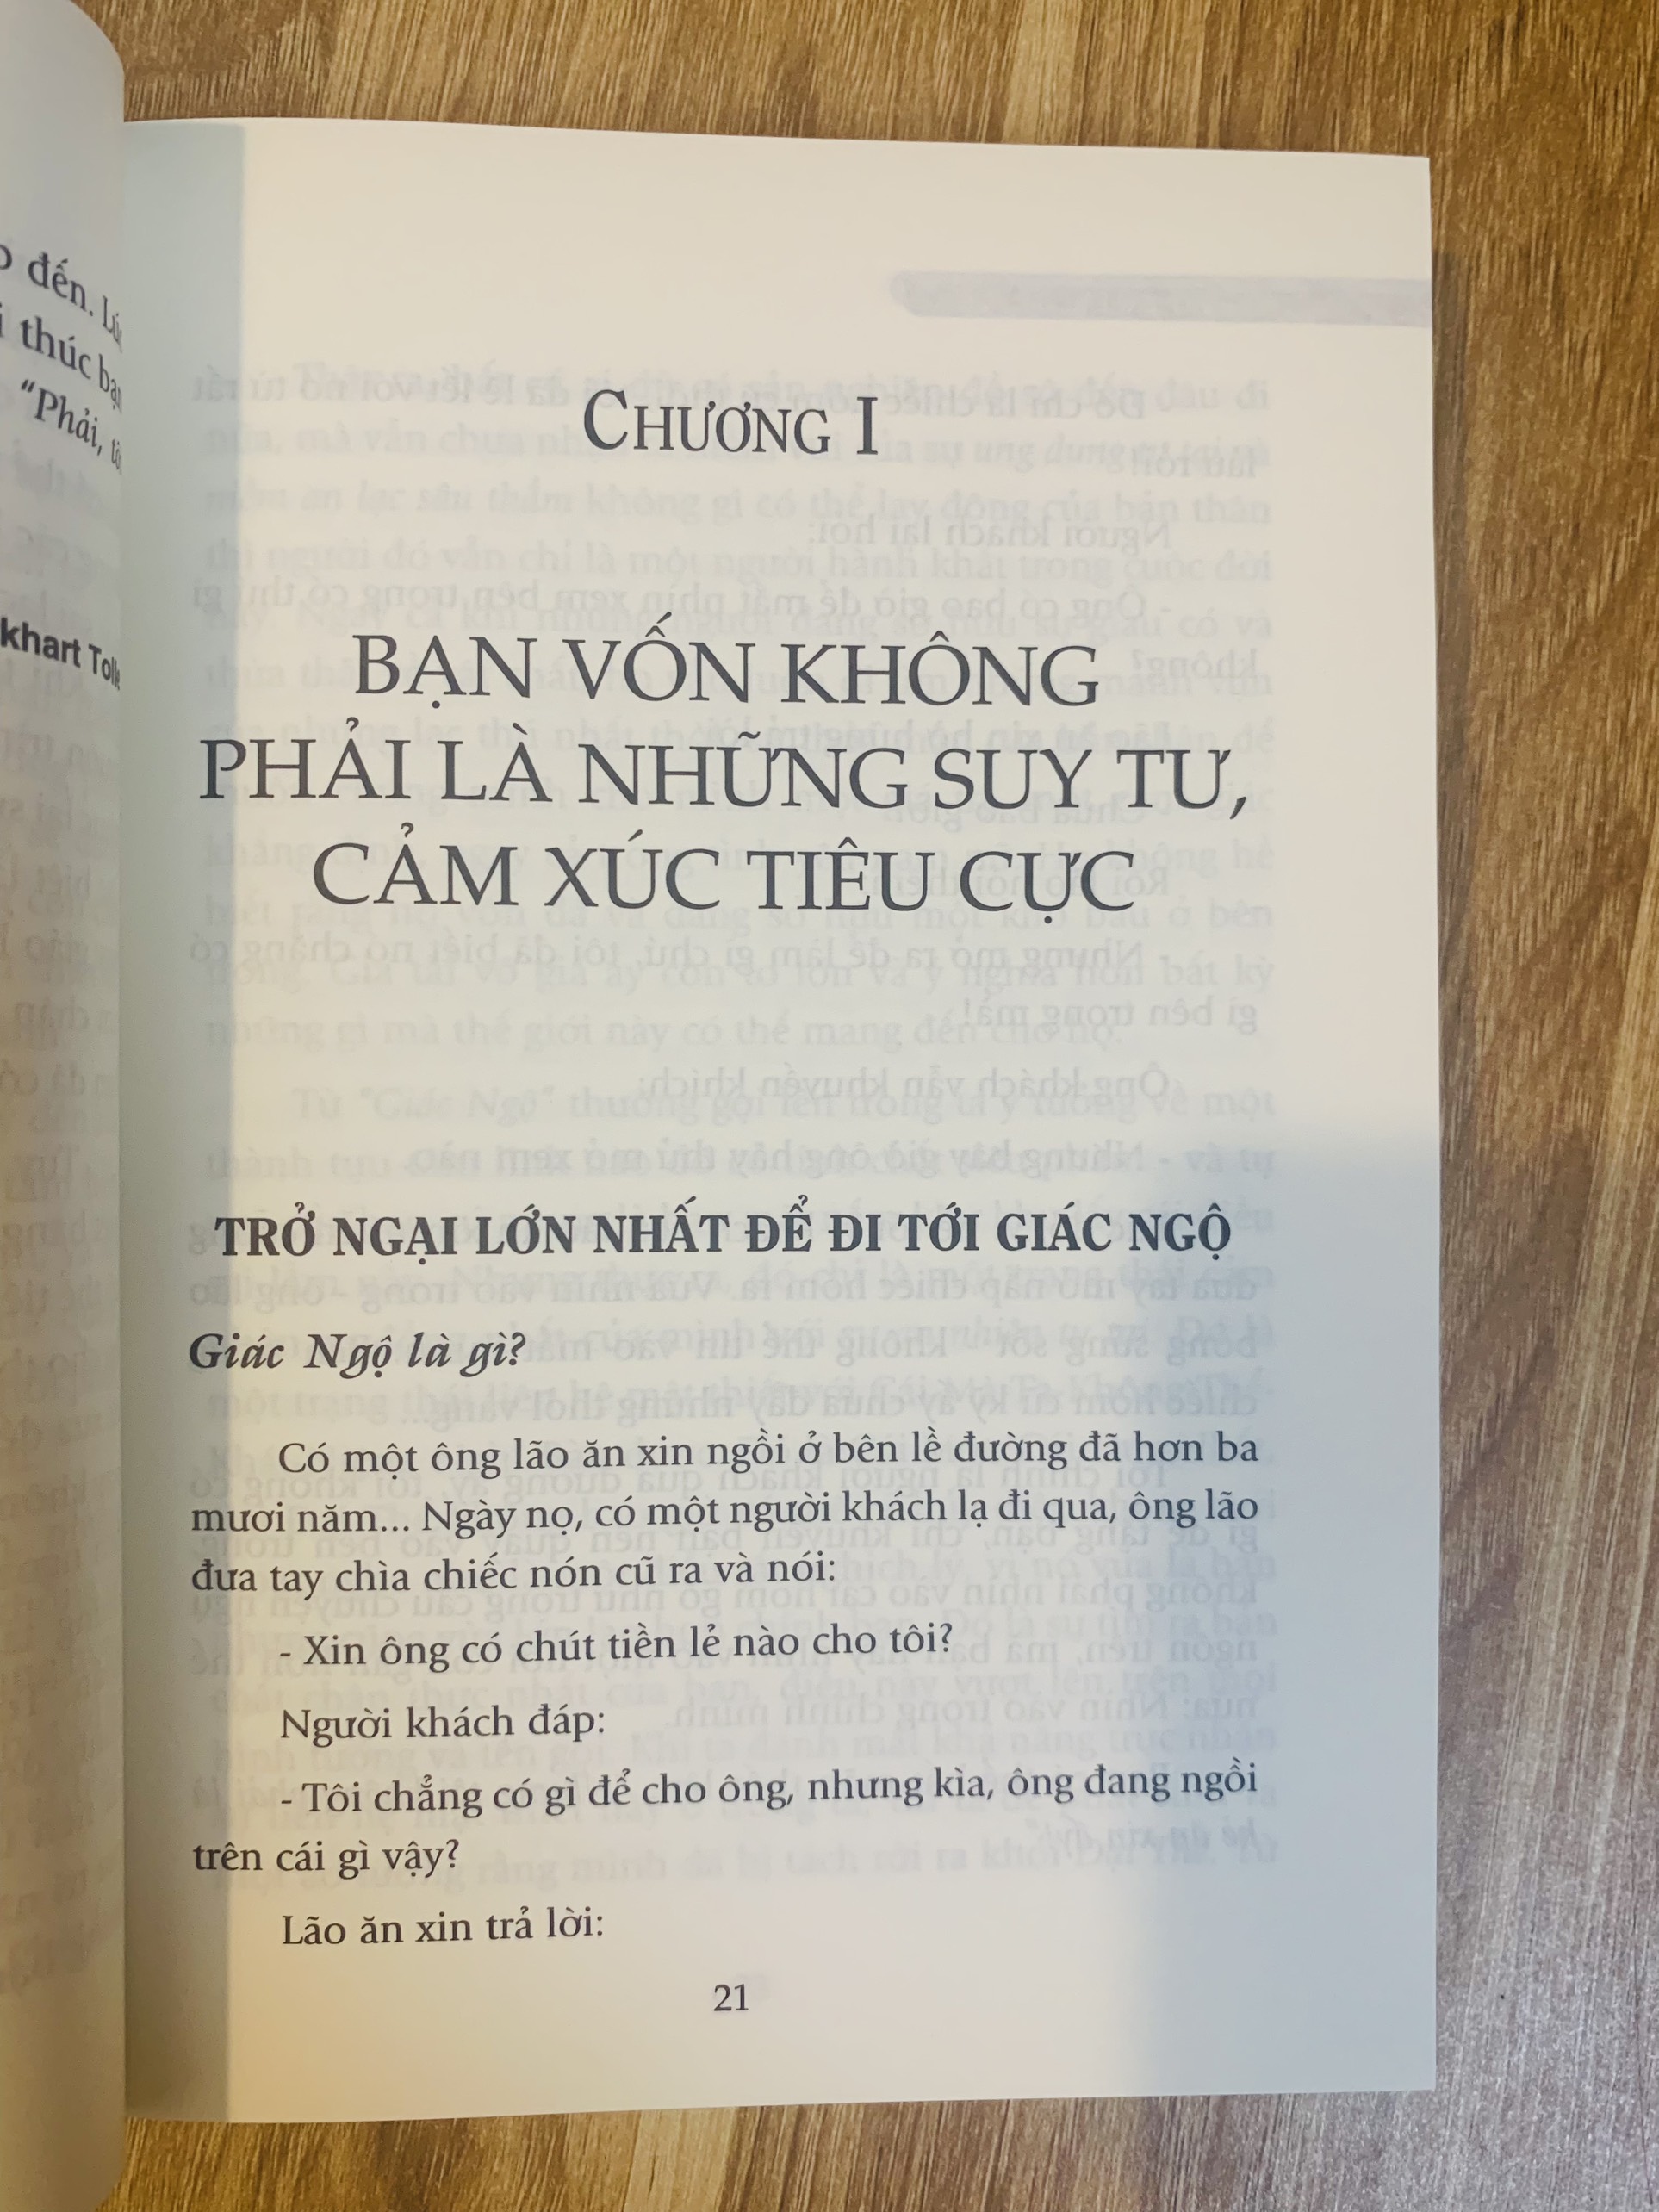 đến. Lúc
thúc bạn
“Phải,
khart Tolle
CHƯƠNG I
BẠN VỐN KHÔNG
PHẢI LÀ NHỮNG SUY TƯ,
CẢM XÚC TIÊU CỰC
TRỞ NGẠI LỚN NHẤT ĐỂ ĐI TỚI GIÁC NGỘ
Giác Ngộ là gì?
Có một ông lão ăn xin ngồi ở bên lề đường đã hơn ba
mươi năm... Ngày nọ, có một người khách lạ đi qua, ông lão
đưa tay chìa chiếc nón cũ ra và nói:
- Xin ông có chút tiền lẻ nào cho tôi?
Người khách đáp:
- Tôi chẳng có gì để cho ông, nhưng kìa, ông đang ngồi
trên cái gì vậy?
Lão ăn xin trả lời:
21